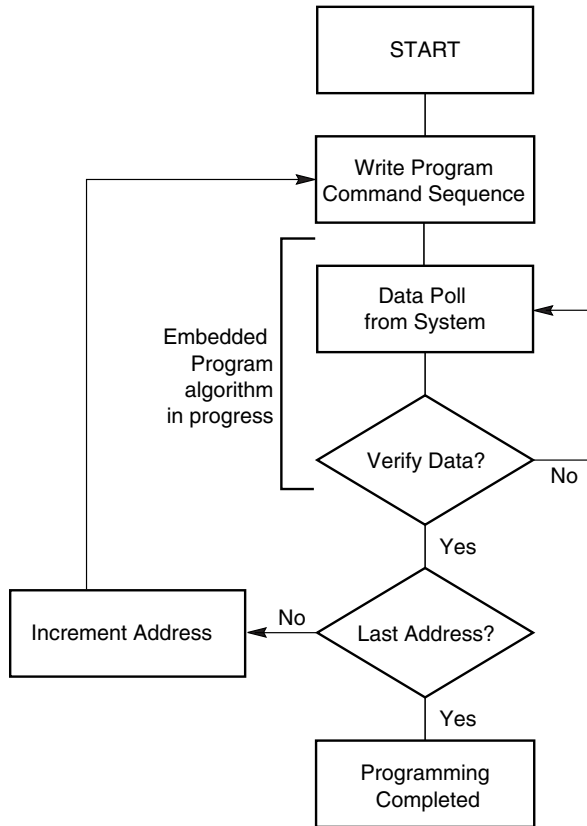 START
Write Program
Command Sequence
Data Poll
from System
Embedded
Program
algorithm
in progress
Verify Data?
No
Yes
Increment Address
No
Last Address?
Yes
Programming
Completed